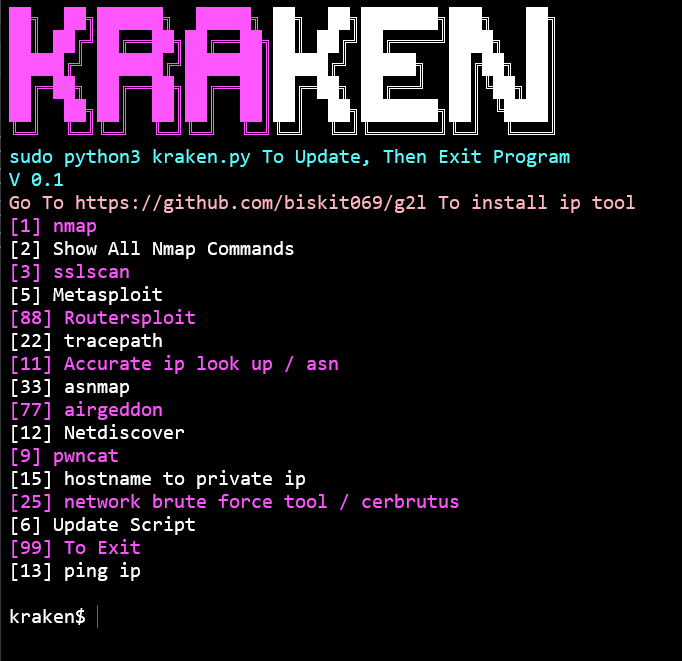 KRAKEN
sudo python3 kraken.py To Update, Then Exit Program
V 0.1
Go To https://github.com/biskit069/g2l To install ip tool
[1] nmap
[2] Show All Nmap Commands
[3] sslscan
[5] Metasploit
[88] Routersploit
[22] tracepath
[11] Accurate ip look up / asn
[33] asnmap
[77] airgeddon
[12] Netdiscover
[9] pwncat
[15] hostname to private ip
[25] network brute force tool / cerbrutus
[6] Update Script
[99] To Exit
[13] ping ip
kraken$